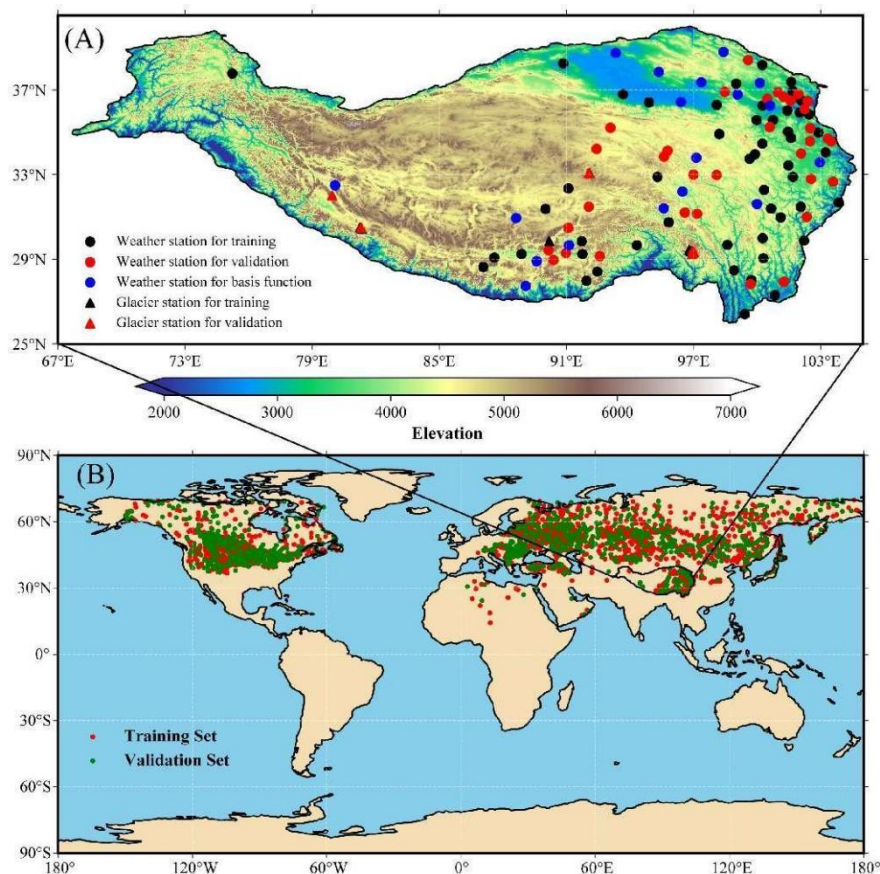 (A)
37°N
33°N
29°N
25°N
Weather station for training
Weather station for validation
Weather station for basis function
Glacier station for training
Glacier station for validation
67°E 73°E 79°E 85°E 91°E 97°E 103°E
2000 3000 4000 5000 6000 7000
Elevation
(B)
90°N
60°N
30°N
0°
30°S
60°S
90°S
Training Set
Validation Set
180° 120°W 60°W 0° 60°E 120°E 180°